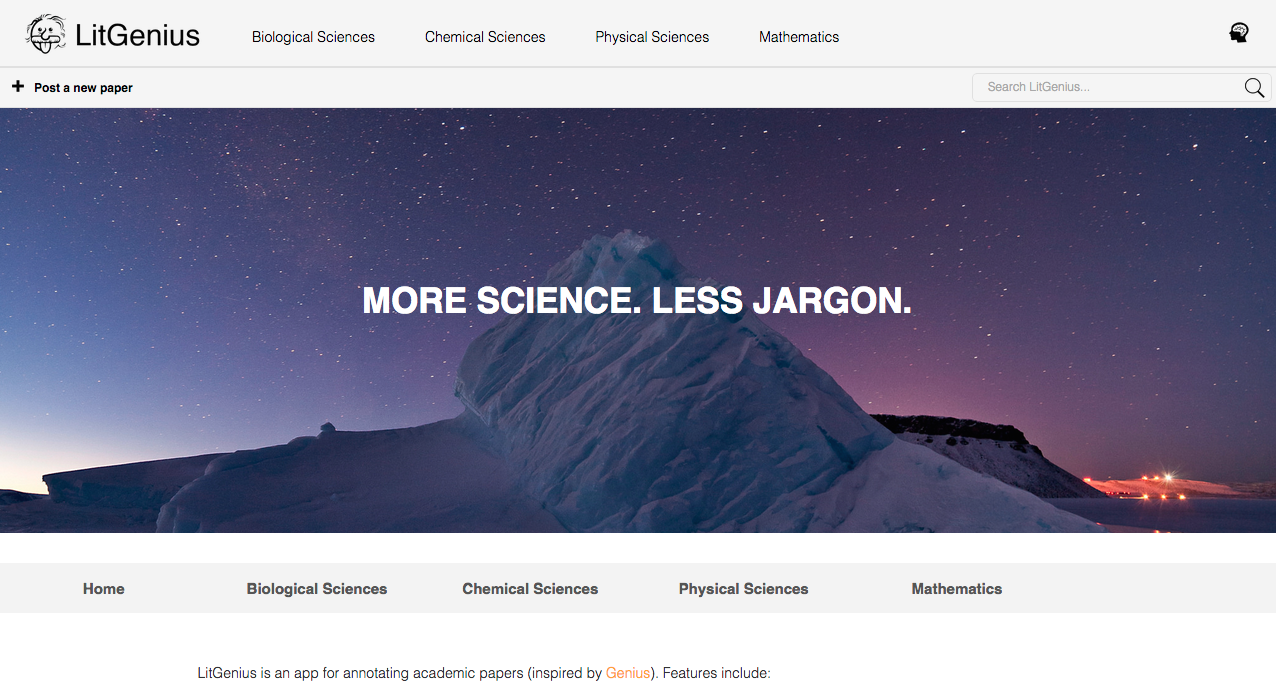 LitGenius
Biological Sciences Chemical Sciences Physical Sciences Mathematics
Post a new paper
Search LitGenius...
MORE SCIENCE. LESS JARGON.
Home Biological Sciences Chemical Sciences Physical Sciences Mathematics
LitGenius is an app for annotating academic papers (inspired by Genius). Features include: